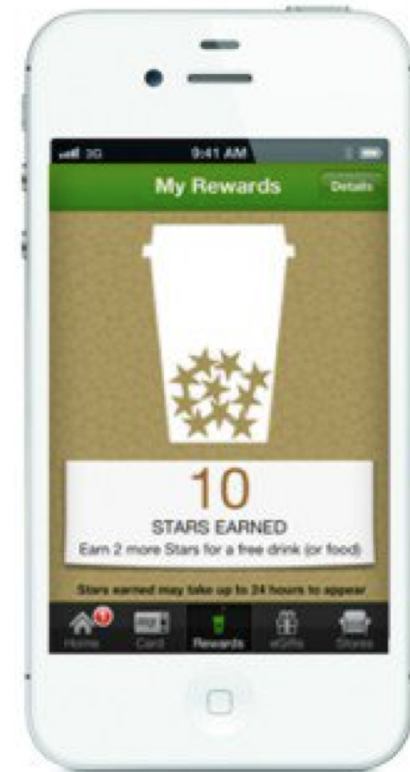 3G 9:41 AM
My Rewards Details
10
STARS EARNED
Earn 2 more Stars for a free drink (or food)
Stars earned may take up to 24 hours to appear
1
Home Card Rewards eGifts Stores